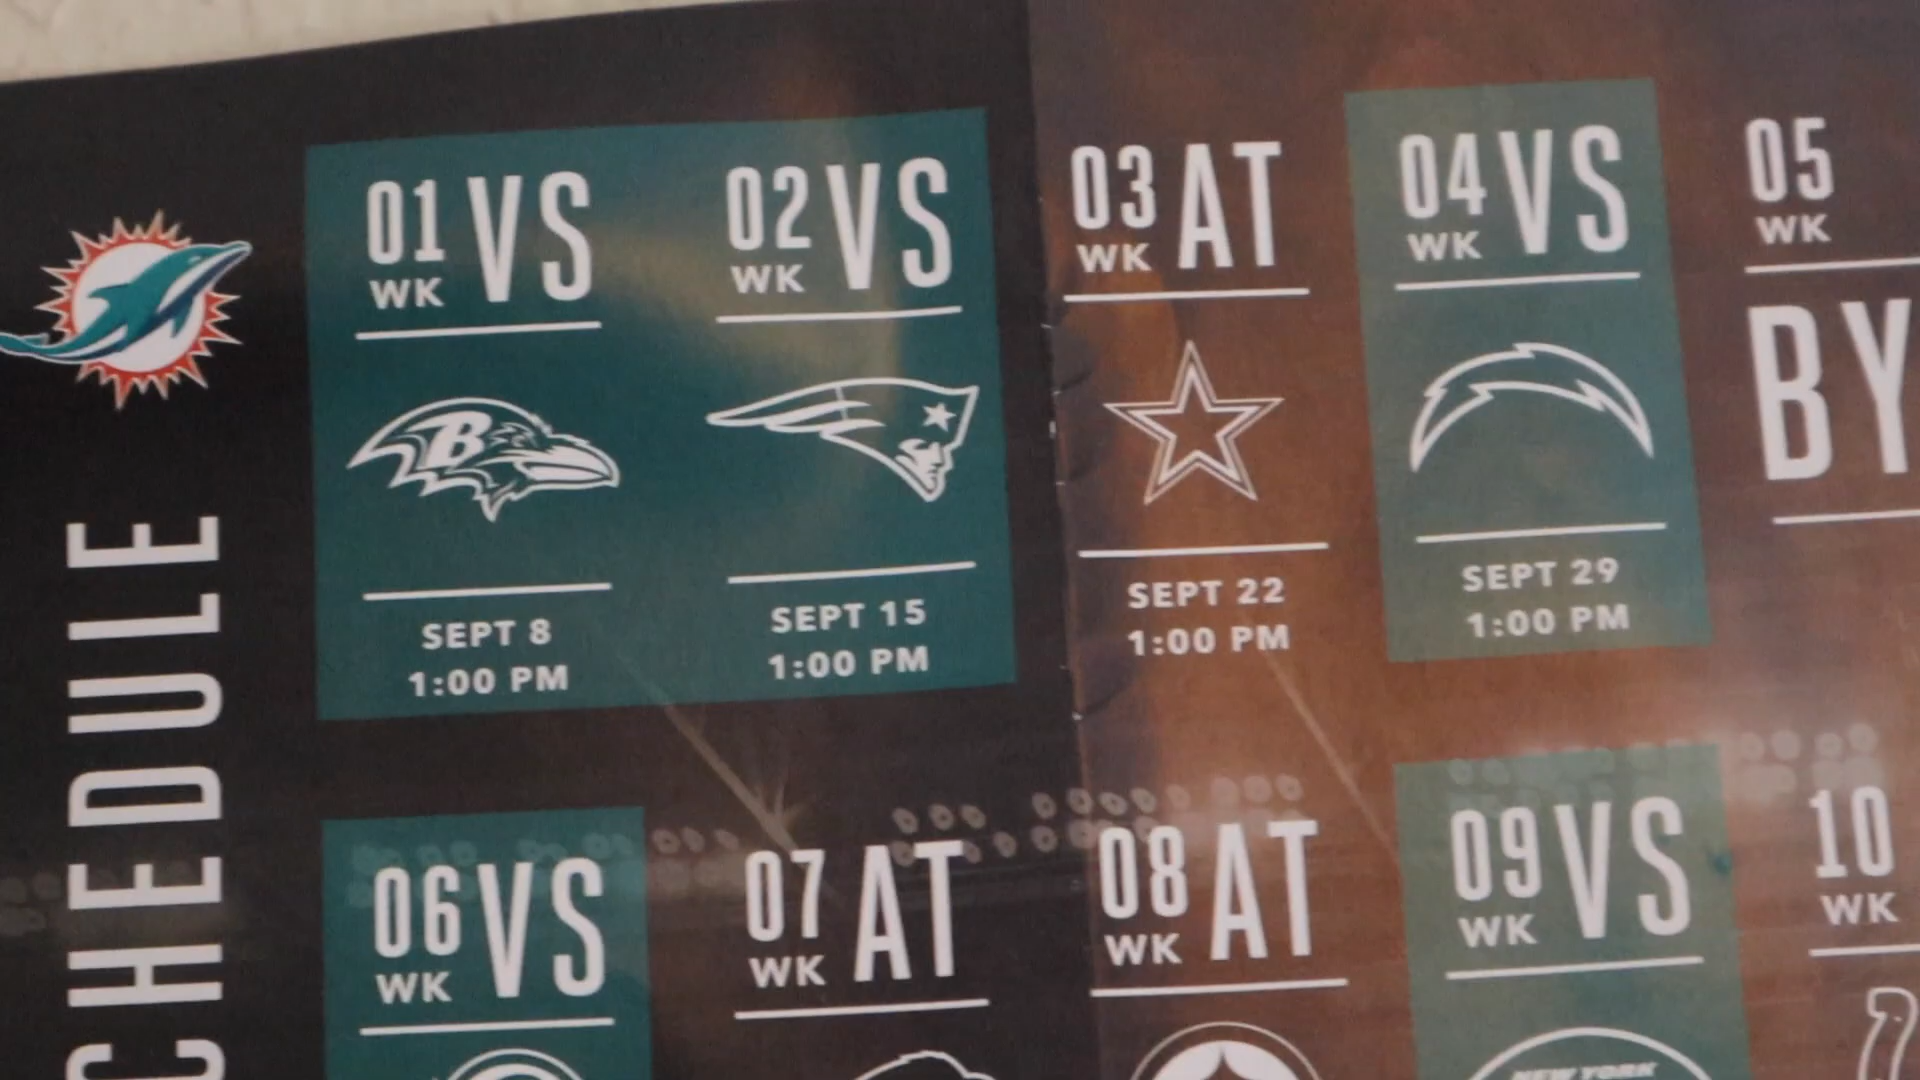 01 WK VS
B
SEPT 8
1:00 PM
02 WK VS
SEPT 15
1:00 PM
03 WK AT
SEPT 22
1:00 PM
04 WK VS
SEPT 29
1:00 PM
05 WK
BY
CHEDULE
06 WK VS
07 WK AT
08 WK AT
09 WK VS
NEW YORK
10 WK